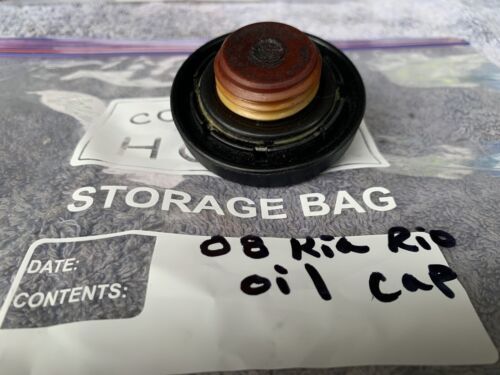 STORAGE BAG
DATE:
CONTENTS:
08 Kia Rio
oil cap